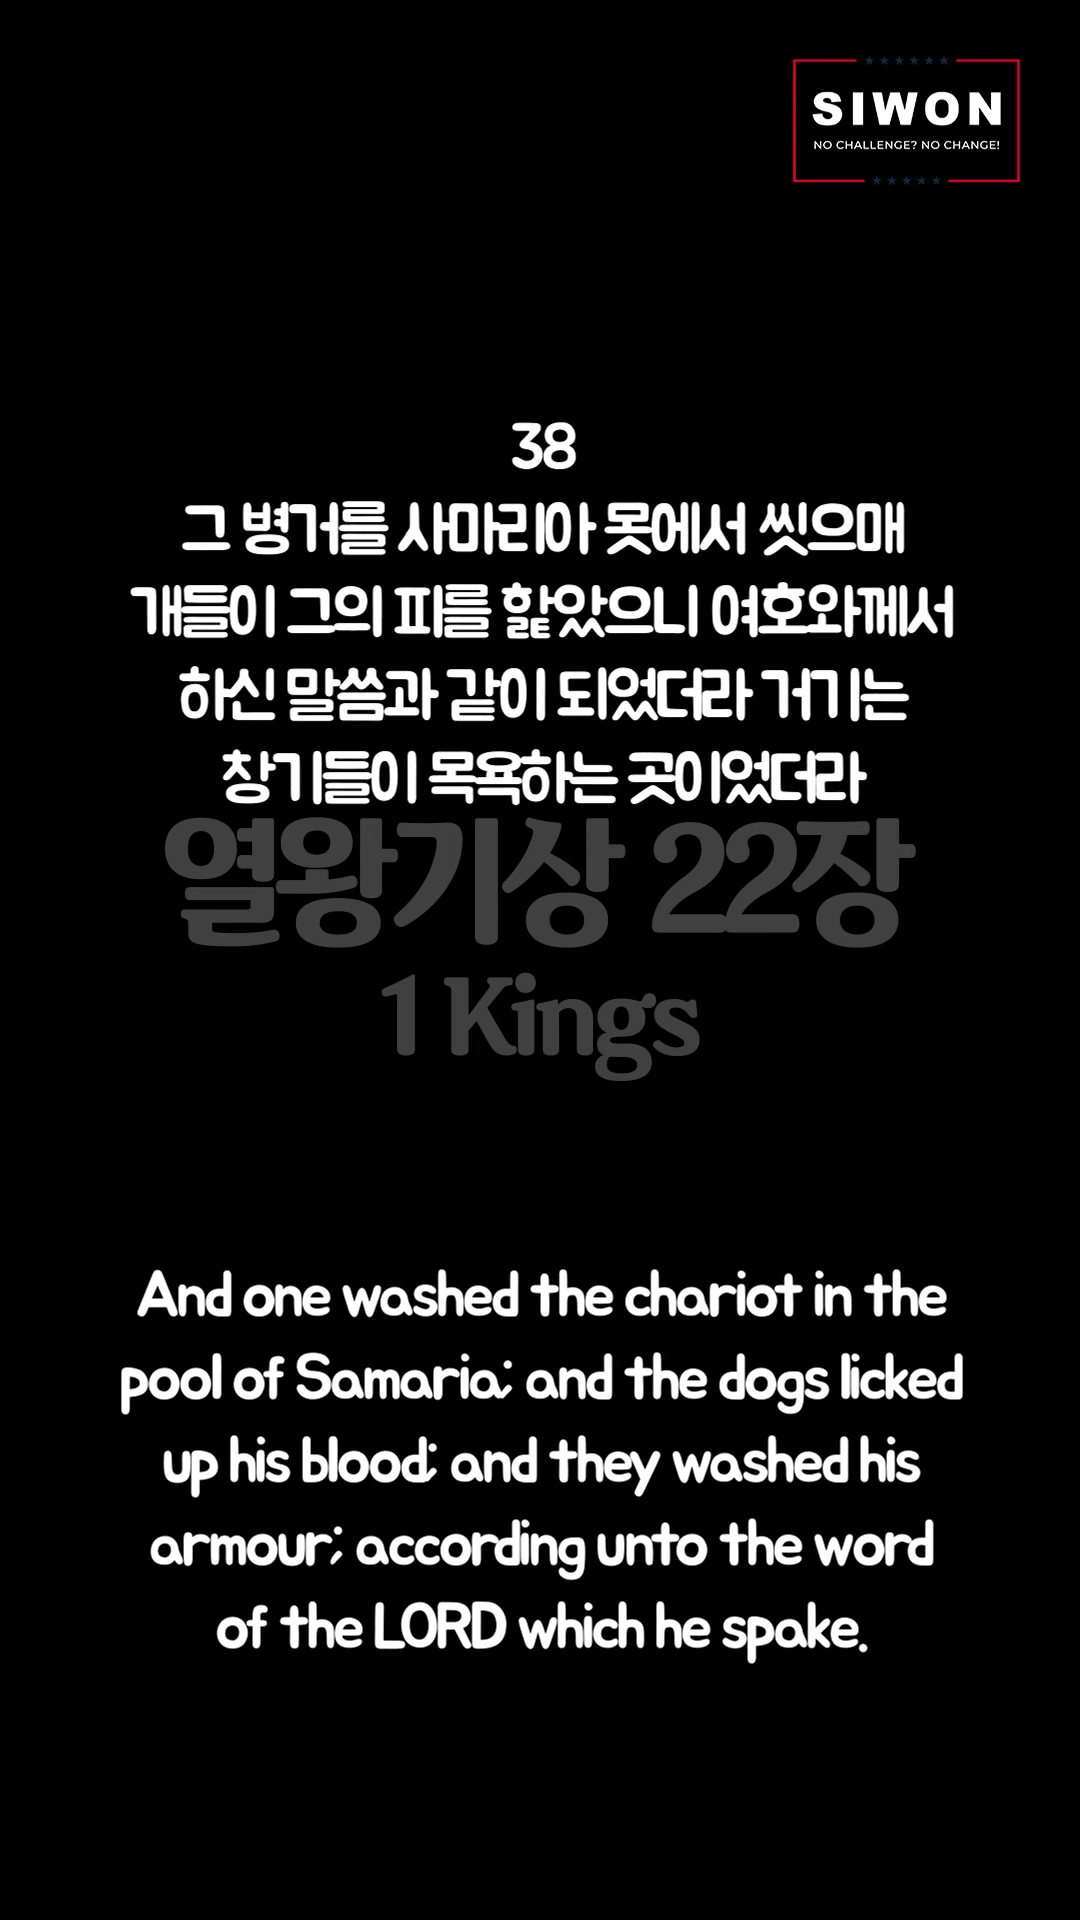 SIWON
NO CHALLENGE? NO CHANGE!
38
그 병거를 사마리아 못에서 씻으매
개들이 그의 피를 핥았으니 여호와께서
하신 말씀과 같이 되었더라 거기는
창기들이 목욕하는 곳이었더라
열왕기상 22장
1 Kings
And one washed the chariot in the
pool of Samaria; and the dogs licked
up his blood; and they washed his
armour; according unto the word
of the LORD which he spake.